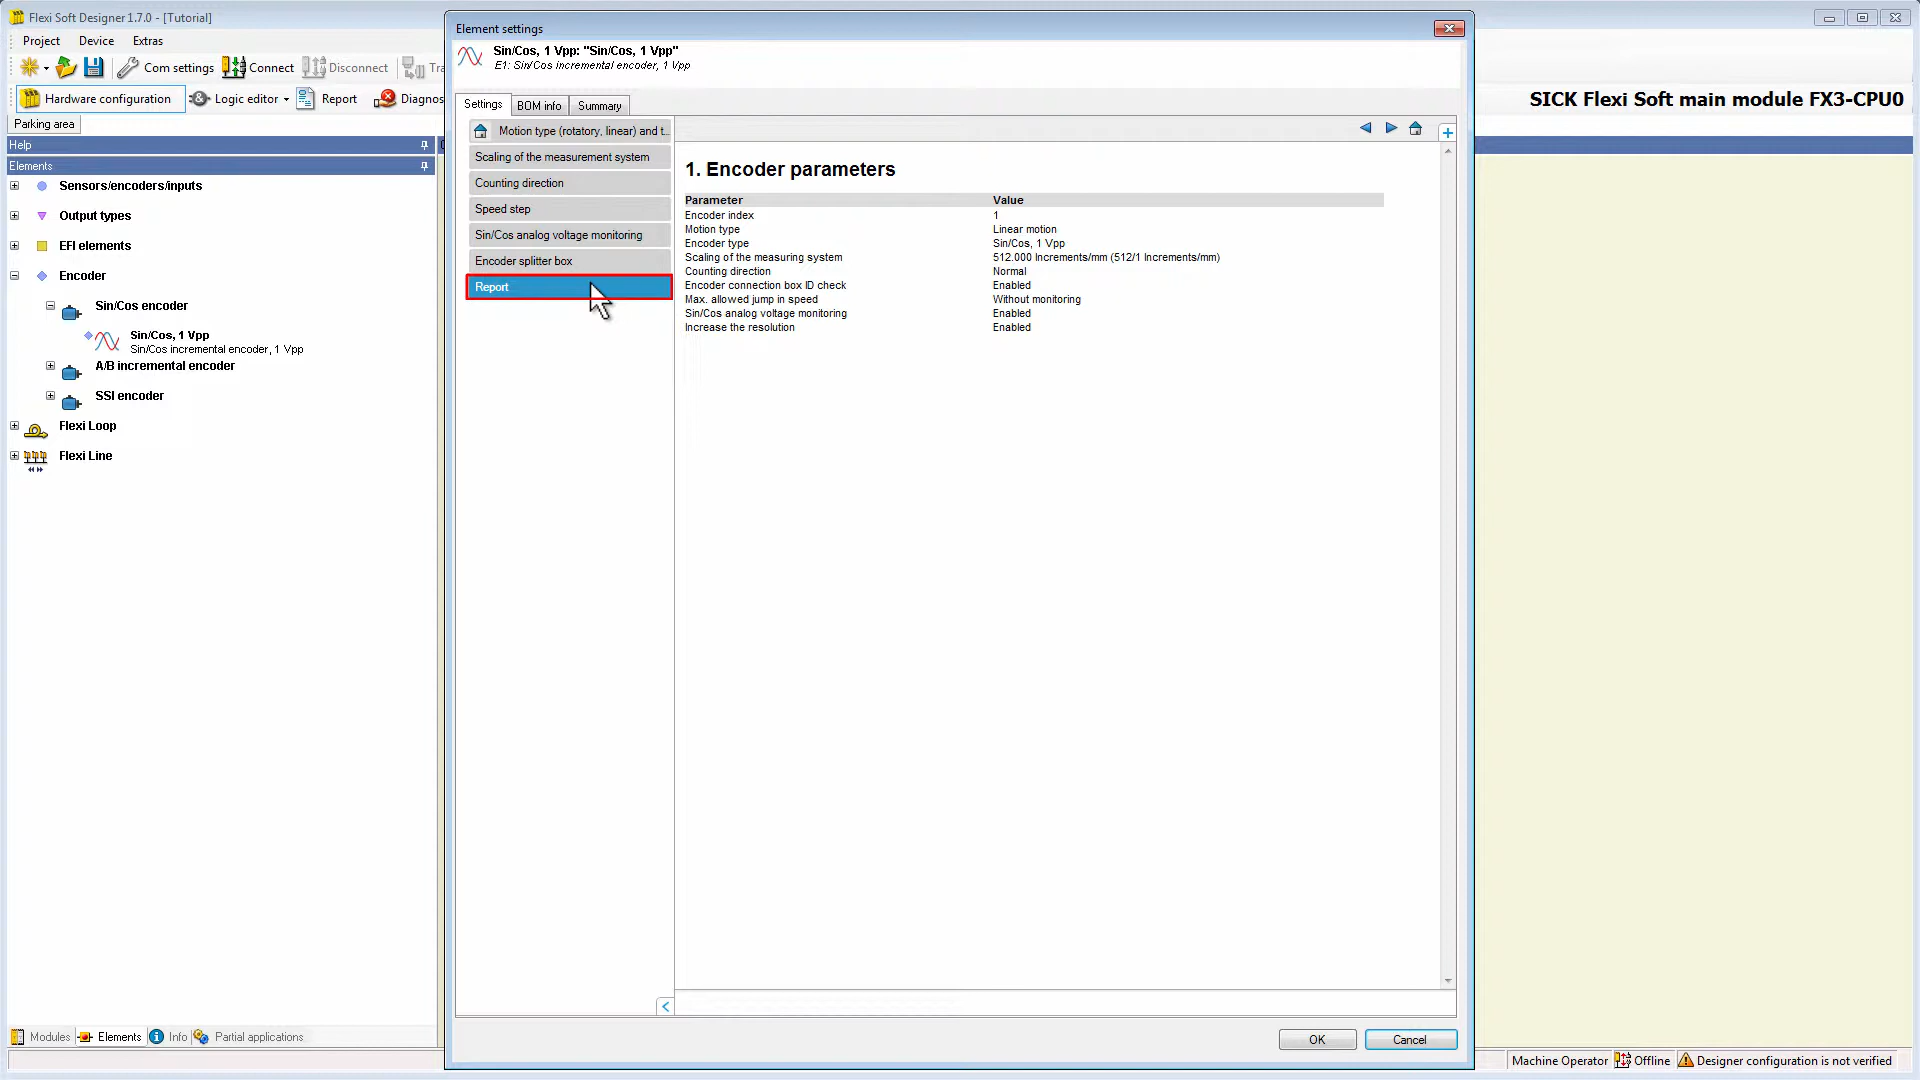 Flexi Soft Designer 1.7.0 - [Tutorial]
Project Device Extras
Com settings Connect Disconnect Tra
Hardware configuration Logic editor Report Diagnos
SICK Flexi Soft main module FX3-CPU0
Parking area
Help
Elements
Sensors/encoders/inputs
Output types
EFI elements
Encoder
Sin/Cos encoder
Sin/Cos, 1 Vpp
Sin/Cos incremental encoder, 1 Vpp
A/B incremental encoder
SSI encoder
Flexi Loop
Flexi Line
Modules Elements Info Partial applications
Element settings
Sin/Cos, 1 Vpp: "Sin/Cos, 1 Vpp"
E1: Sin/Cos incremental encoder, 1 Vpp
Settings BOM info Summary
Motion type (rotatory, linear) and t...
Scaling of the measurement system
Counting direction
Speed step
Sin/Cos analog voltage monitoring
Encoder splitter box
Report
1. Encoder parameters
Parameter Value
Encoder index 1
Motion type Linear motion
Encoder type Sin/Cos, 1 Vpp
Scaling of the measuring system 512.000 Increments/mm (512/1 Increments/mm)
Counting direction Normal
Encoder connection box ID check Enabled
Max. allowed jump in speed Without monitoring
Sin/Cos analog voltage monitoring Enabled
Increase the resolution Enabled
OK Cancel
Machine Operator Offline Designer configuration is not verified